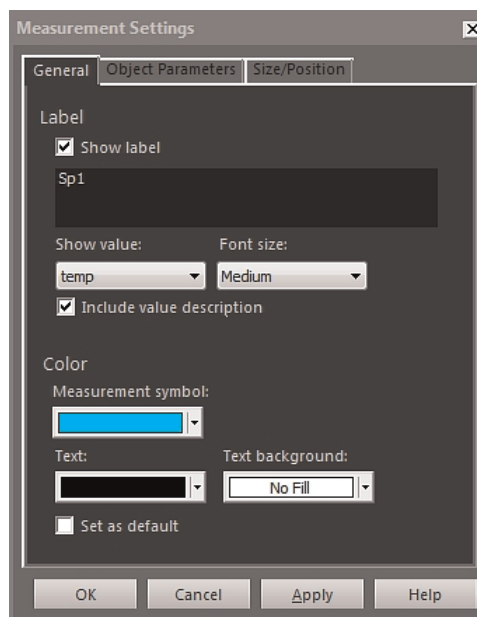 Measurement Settings
General Object Parameters Size/Position
Label
Show label
Sp1
Show value: Font size:
temp Medium
Include value description
Color
Measurement symbol:
Text: Text background:
No Fill
Set as default
OK Cancel Apply Help